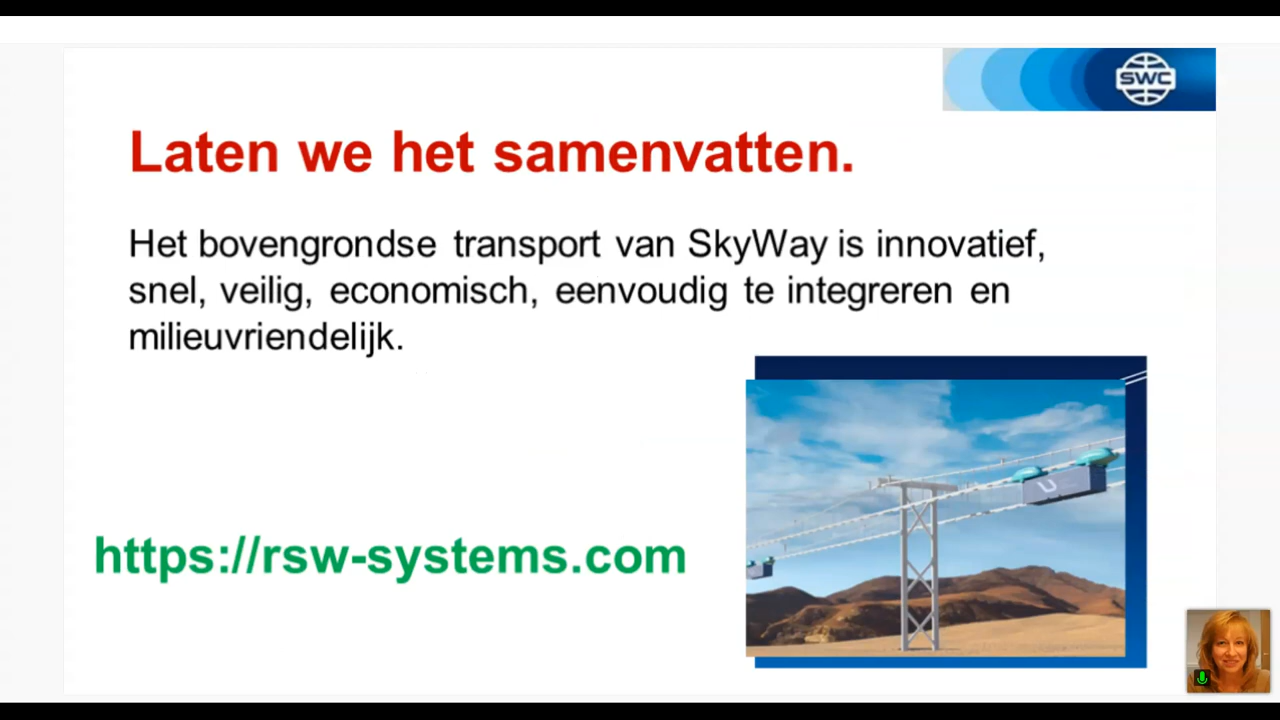 SWC
Laten we het samenvatten.
Het bovengrondse transport van SkyWay is innovatief,
snel, veilig, economisch, eenvoudig te integreren en
milieuvriendelijk.
https://rsw-systems.com